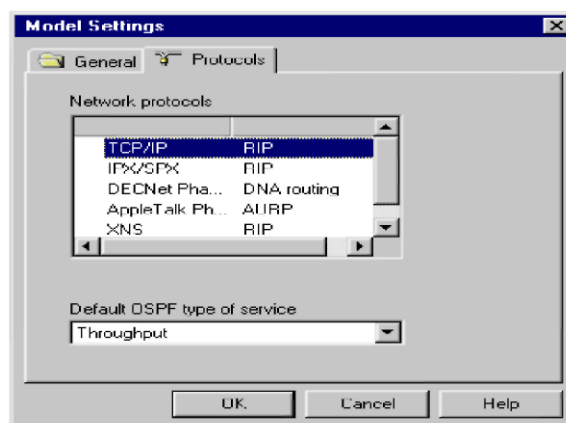 Model Settings
General Protocols
Network protocols
TCP/IP RIP
IPX/SPX RIP
DECNet Pha... DNA routing
AppleTalk Ph... AURP
XNS RIP
Default OSPF type of service
Throughput
OK Cancel Help